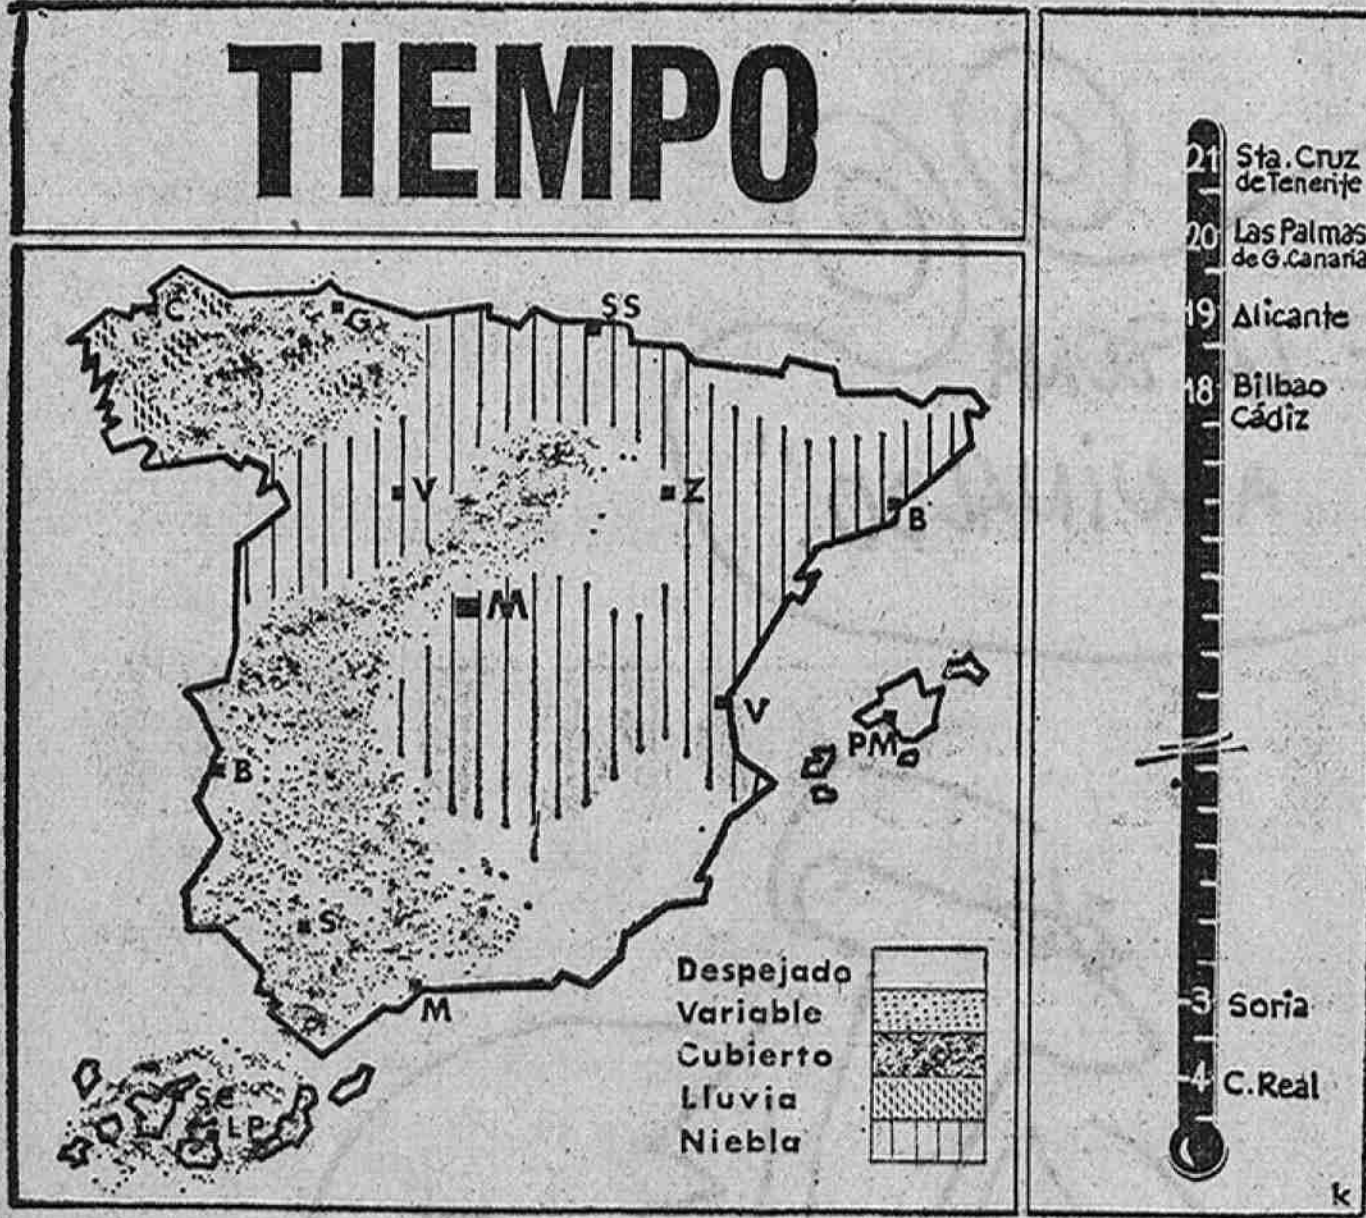 TIEMPO
C
G
SS
V
Z
B
M
V
PM
B
S
M
SC
LP
Despejado
Variable
Cubierto
Lluvia
Niebla
21 Sta. Cruz
de Tenerife
20 Las Palmas
de G. Canaria
19 Alicante
18 Bilbao
Cádiz
-3 Soria
-4 C. Real
k